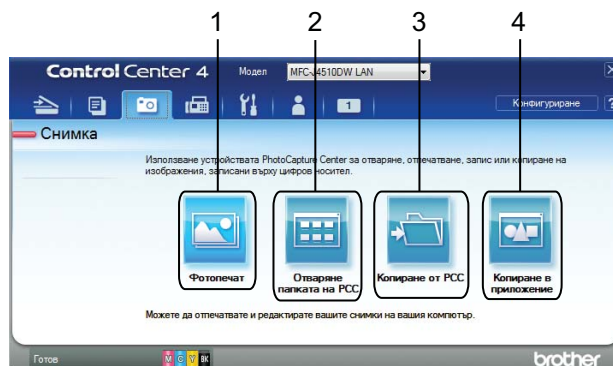 1 2 3 4
Control Center 4 Модел MFC-J4510DW LAN
1 Конфигуриране ?
Снимка
Използване устройствата PhotoCapture Center за отваряне, отпечатване, запис или копиране на
изображения, записани върху цифров носител.
Фотопечат Отваряне Копиране от PCC Копиране в
папката на PCC приложение
Можете да отпечатвате и редактирате вашите снимки на вашия компютър.
Готов M C Y BK brother